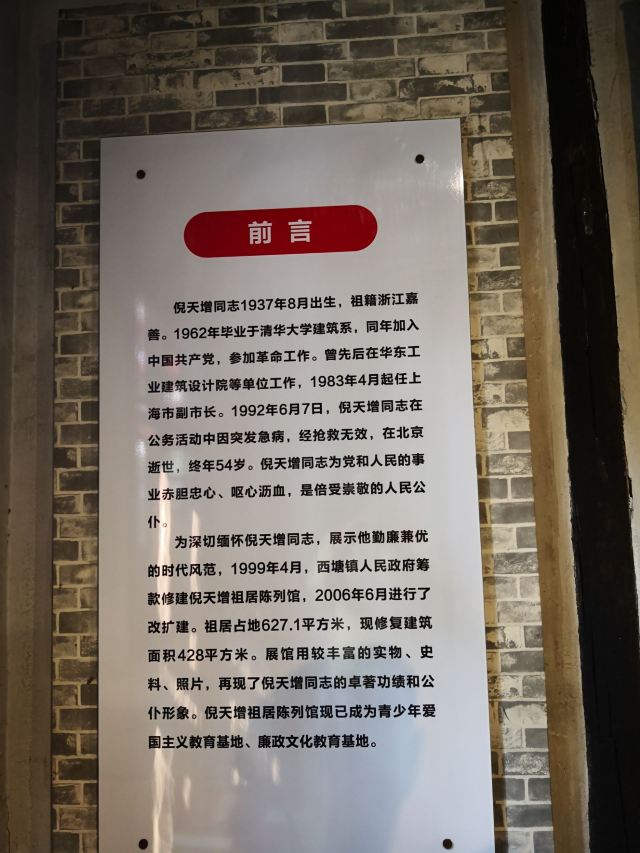 前言
倪天增同志1937年8月出生，祖籍浙江嘉
善。1962年毕业于清华大学建筑系，同年加入
中国共产党，参加革命工作。曾先后在华东工
业建筑设计院等单位工作，1983年4月起任上
海市副市长。1992年6月7日，倪天增同志在
公务活动中因突发急病，经抢救无效，在北京
逝世，终年54岁。倪天增同志为党和人民的事
业赤胆忠心、呕心沥血，是倍受崇敬的人民公
仆。
为深切缅怀倪天增同志，展示他勤廉兼优
的时代风范，1999年4月，西塘镇人民政府筹
款修建倪天增祖居陈列馆，2006年6月进行了
改扩建。祖居占地627.1平方米，现修复建筑
面积428平方米。展馆用较丰富的实物、史
料、照片，再现了倪天增同志的卓著功绩和公
仆形象。倪天增祖居陈列馆现已成为青少年爱
国主义教育基地、廉政文化教育基地。